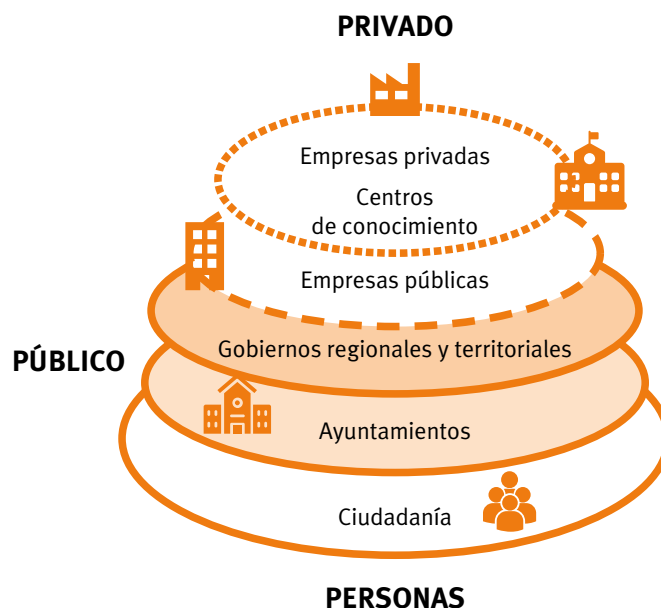 PRIVADO
Empresas privadas
Centros
de conocimiento
Empresas públicas
Gobiernos regionales y territoriales
PÚBLICO
Ayuntamientos
Ciudadanía
PERSONAS